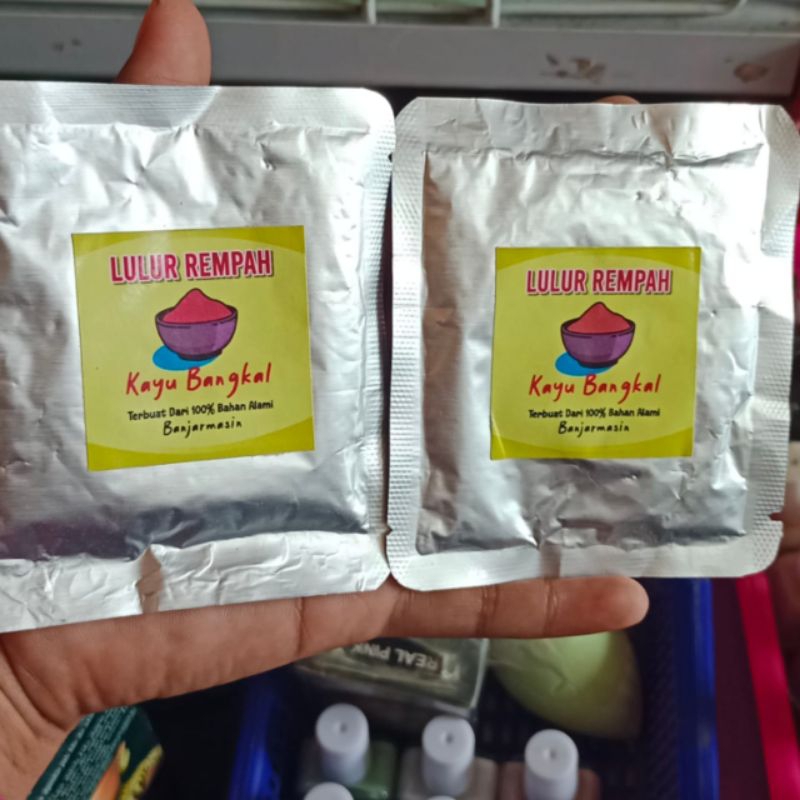 LULUR REMPAH
Kayu Bangkal
Terbuat Dari 100% Bahan Alami
Banjarmasin
LULUR REMPAH
Kayu Bangkal
Terbuat Dari 100% Bahan Alami
Banjarmasin
REAL PINK